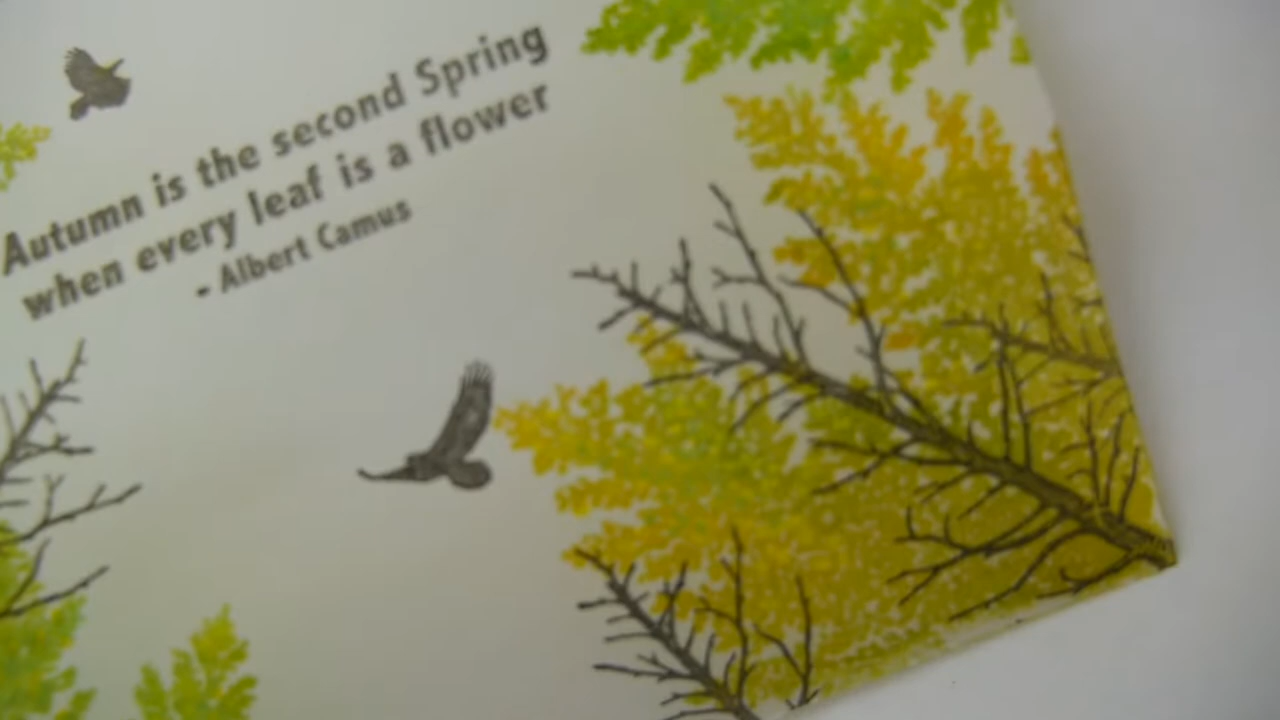 Autumn is the second Spring
when every leaf is a flower
- Albert Camus